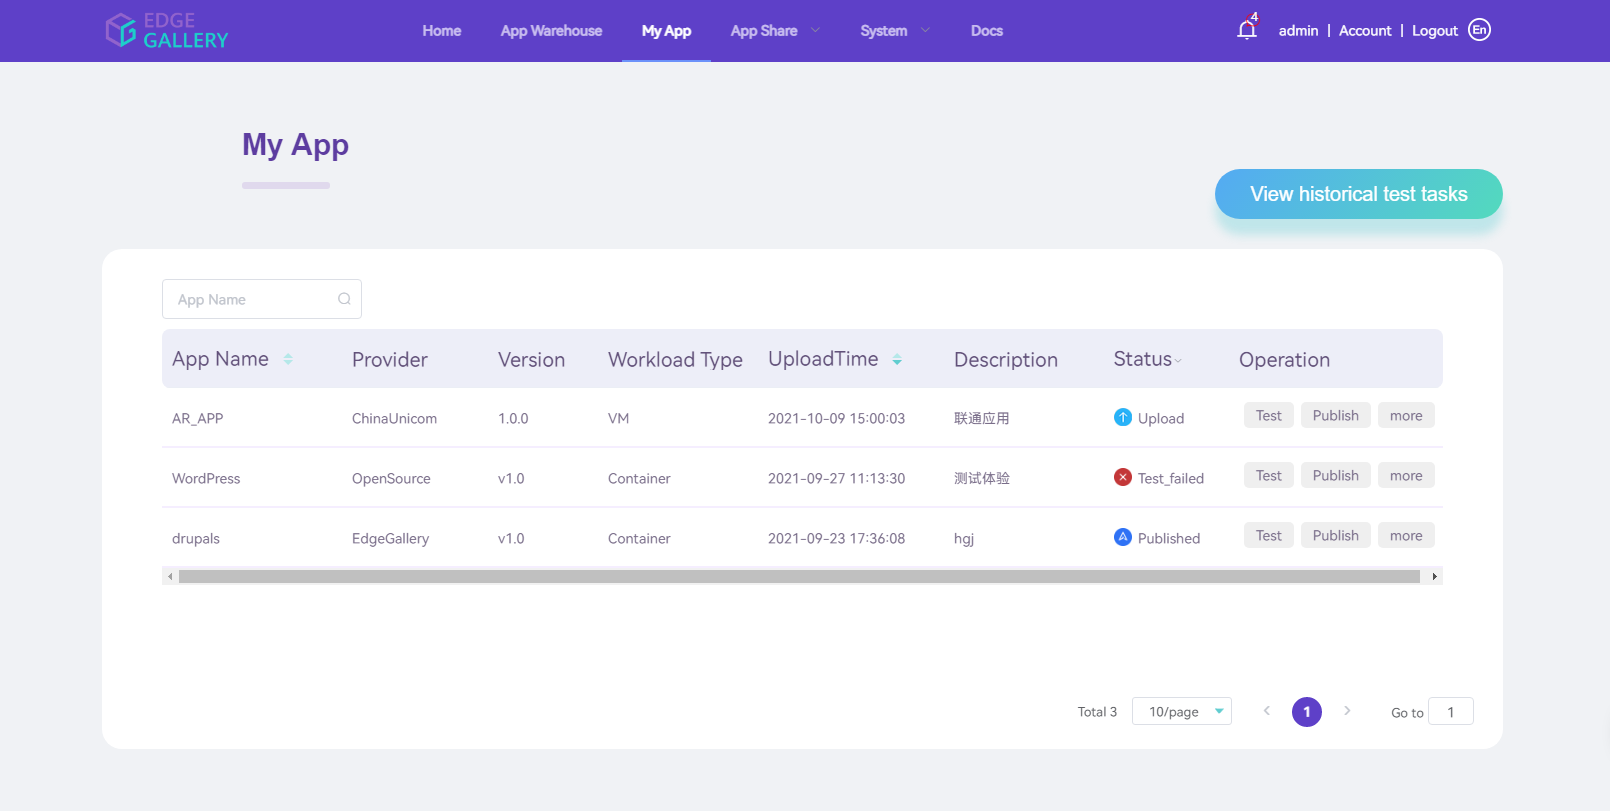 EDGE
GALLERY
Home App Warehouse My App App Share System Docs 4 admin | Account | Logout En
My App
View historical test tasks
App Name
App Name Provider Version Workload Type UploadTime Description Status Operation
AR_APP ChinaUnicom 1.0.0 VM 2021-10-09 15:00:03 联通应用 Upload Test Publish more
WordPress OpenSource v1.0 Container 2021-09-27 11:13:30 测试体验 Test_failed Test Publish more
drupals EdgeGallery v1.0 Container 2021-09-23 17:36:08 hgj Published Test Publish more
Total 3 10/page 1 Go to 1